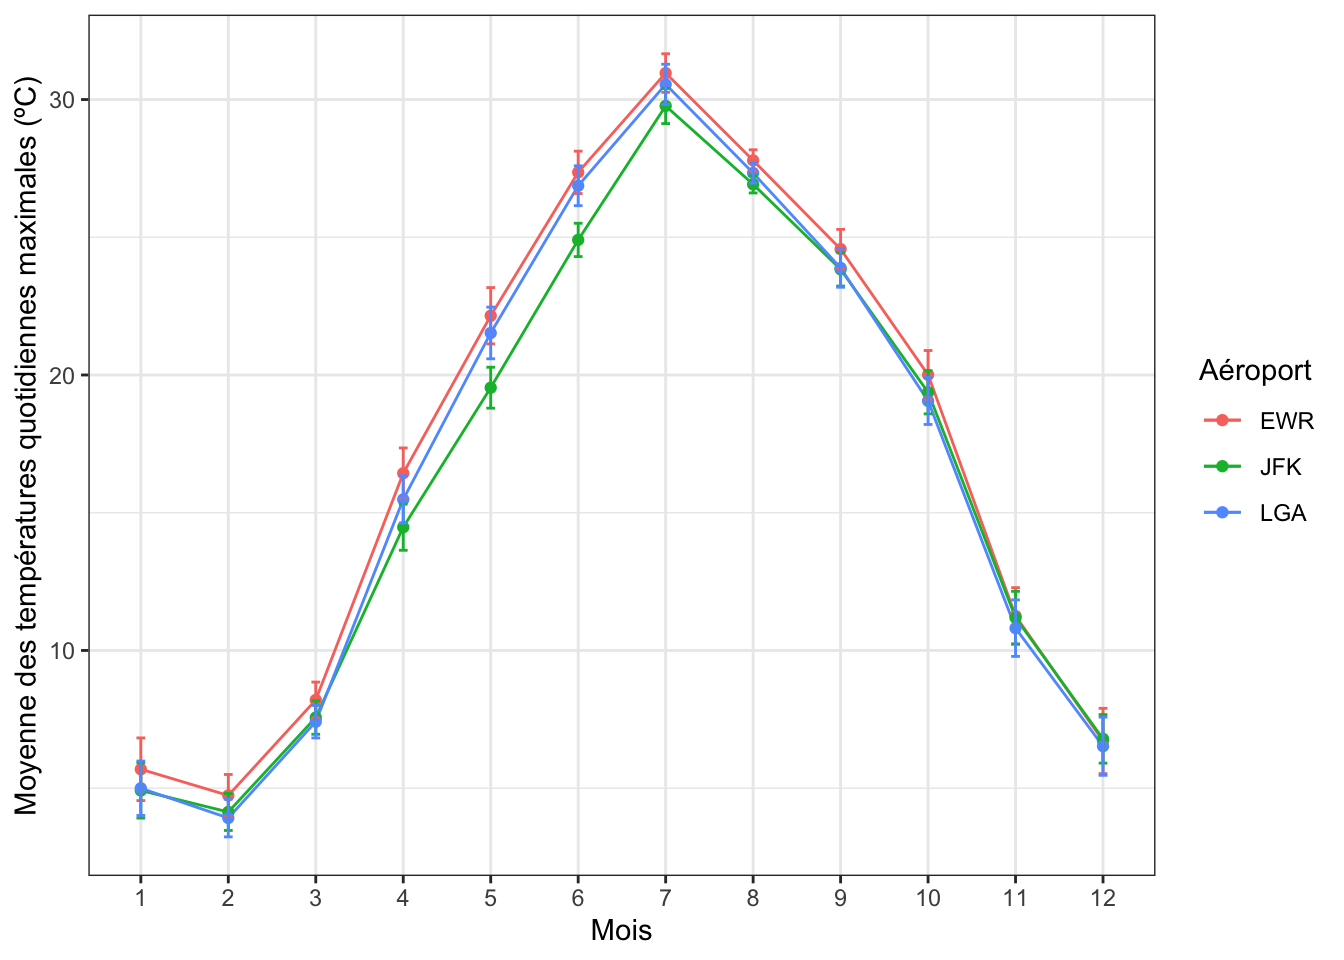 Moyenne des températures quotidiennes maximales (ºC)
30
20
10
1 2 3 4 5 6 7 8 9 10 11 12
Mois
Aéroport
EWR
JFK
LGA